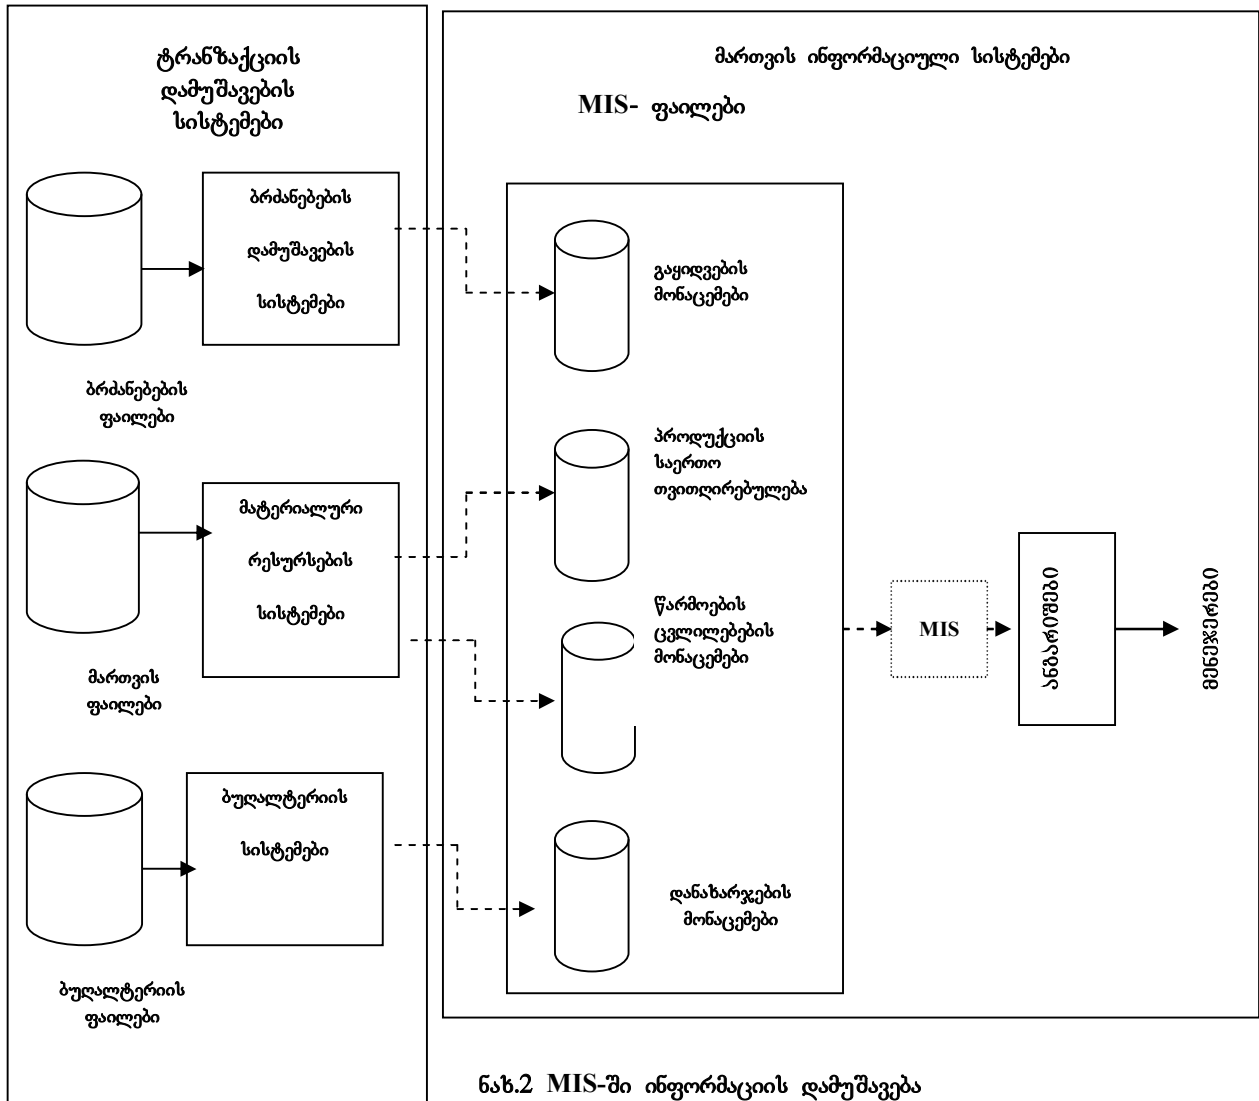 ტრანზაქციის
დამუშავების
სისტემები
ბრძანებების
დამუშავების
სისტემები
ბრძანებების
ფაილები
მატერიალური
რესურსების
სისტემები
მართვის
ფაილები
ბუღალტერიის
სისტემები
ბუღალტერიის
ფაილები
მართვის ინფორმაციული სისტემები
MIS- ფაილები
გაყიდვების
მონაცემები
პროდუქციის
საერთო
თვითღირებულება
წარმოების
ცვლილებების
მონაცემები
დანახარჯების
მონაცემები
MIS
ანგარიშები
მენეჯერები
ნახ.2 MIS-ში ინფორმაციის დამუშავება